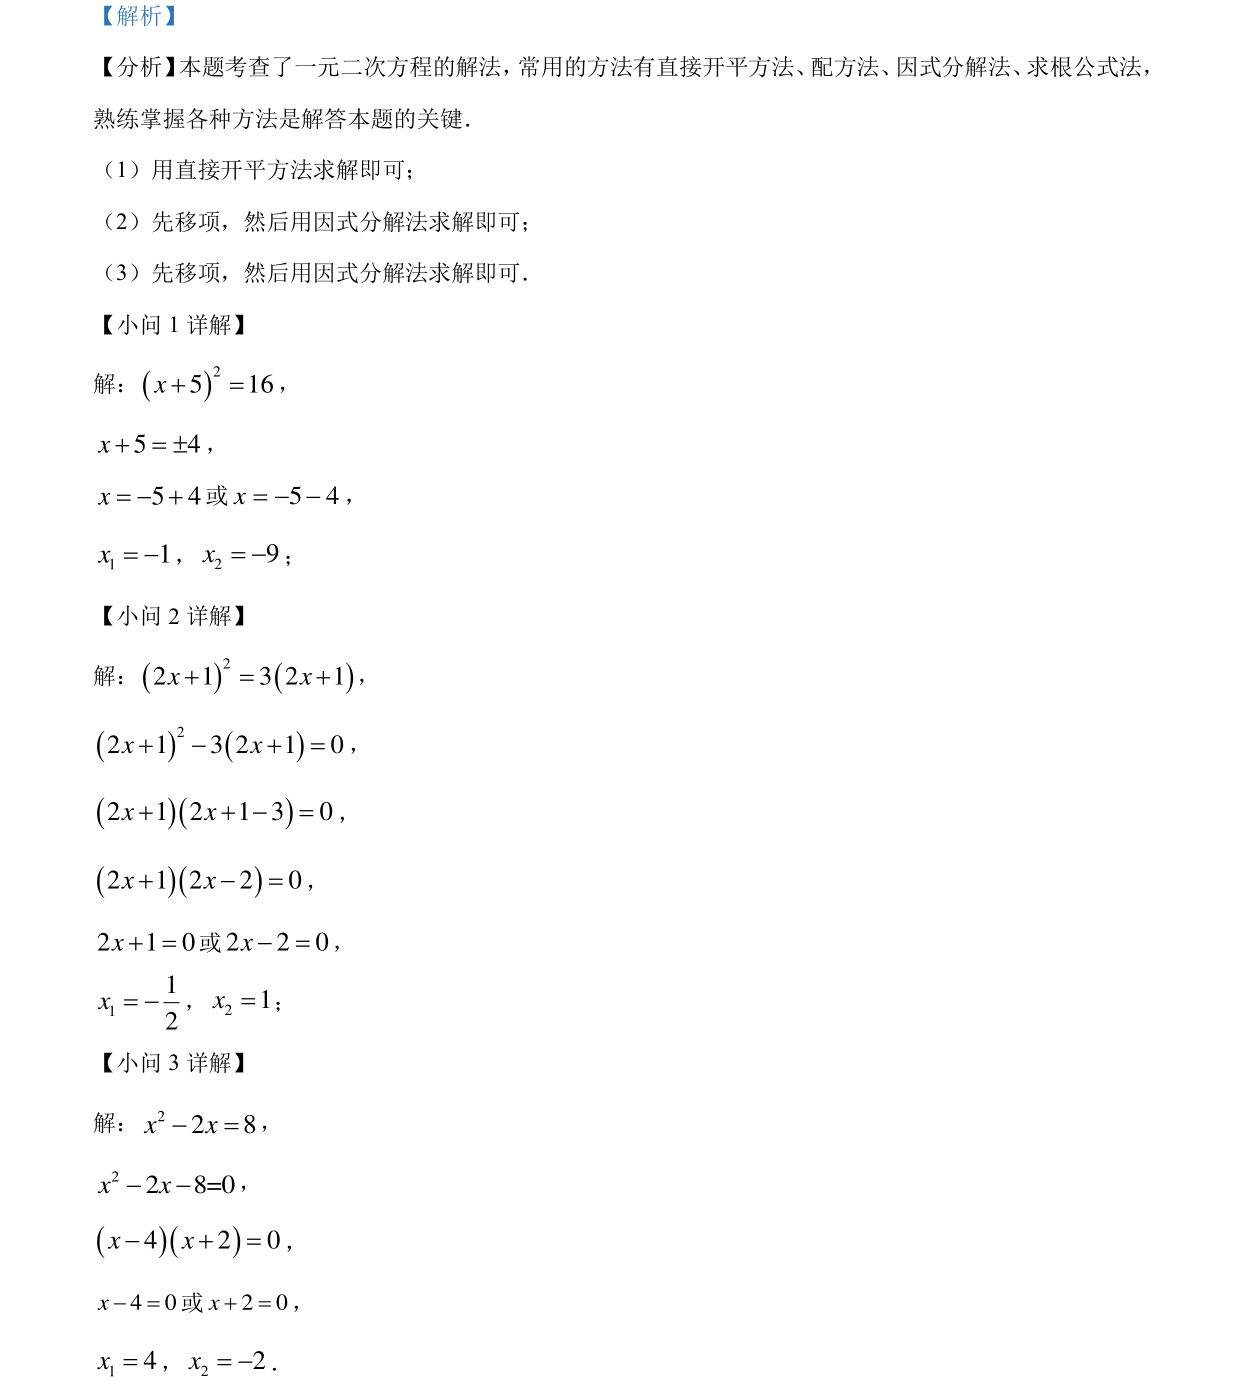 【解析】
【分析】本题考查了一元二次方程的解法，常用的方法有直接开平方法、配方法、因式分解法、求根公式法，
熟练掌握各种方法是解答本题的关键．
（1）用直接开平方法求解即可；
（2）先移项，然后用因式分解法求解即可；
（3）先移项，然后用因式分解法求解即可．
【小问 1 详解】
解：(x+5)² =16，
x+5=±4，
x=−5+4或x=−5−4，
x₁=−1，x₂=−9；
【小问 2 详解】
解：(2x+1)² =3(2x+1)，
(2x+1)²−3(2x+1)=0，
(2x+1)(2x+1−3)=0，
(2x+1)(2x−2)=0，
2x+1=0或2x−2=0，
x₁=−1/2，x₂=1；
【小问 3 详解】
解：x²−2x=8，
x²−2x−8=0，
(x−4)(x+2)=0，
x−4=0或x+2=0，
x₁=4，x₂=−2．